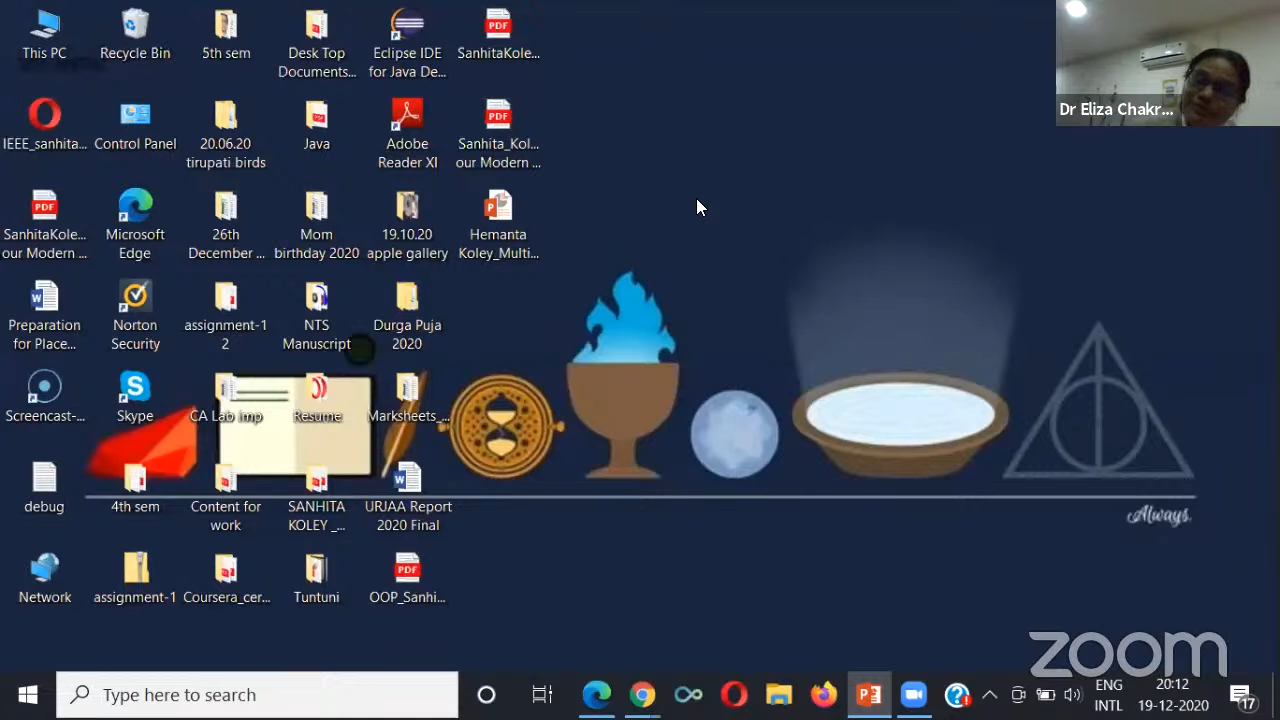 This PC
Recycle Bin
5th sem
Desk Top
Documents...
Eclipse IDE
for Java De...
PDF
SanhitaKole...
Dr Eliza Chakr...
IEEE_sanhita...
Control Panel
20.06.20
tirupati birds
Java
Adobe
Reader XI
PDF
Sanhita_Kol...
our Modern ...
PDF
SanhitaKole...
our Modern ...
Microsoft
Edge
26th
December ...
Mom
birthday 2020
19.10.20
apple gallery
Hemanta
Koley_Multi...
Preparation
for Place...
Norton
Security
assignment-1
2
NTS
Manuscript
Durga Puja
2020
Screencast-...
Skype
CA Lab imp
Resume
Marksheets_...
debug
4th sem
Content for
work
SANHITA
KOLEY _...
URJAA Report
2020 Final
Always.
Network
assignment-1
Coursera_cer...
Tuntuni
PDF
OOP_Sanhi...
zoom
Type here to search
ENG
INTL
20:12
19-12-2020
17